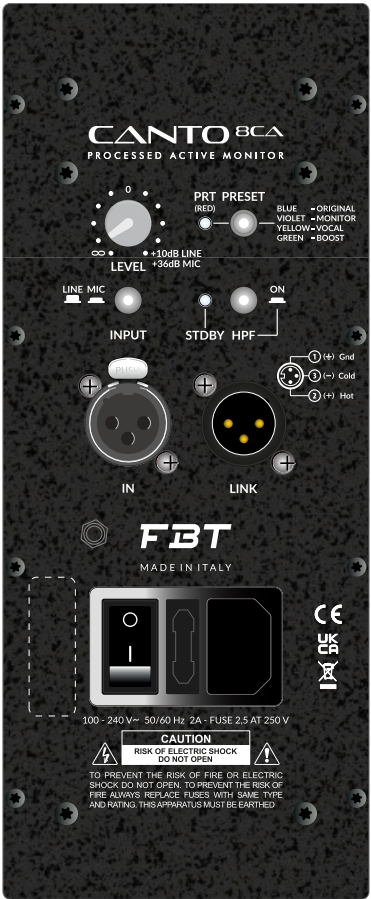 CANTO 8CA
PROCESSED ACTIVE MONITOR
0
PRT PRESET
(RED)
BLUE - ORIGINAL
VIOLET - MONITOR
YELLOW - VOCAL
GREEN - BOOST
∞
+10dB LINE
LEVEL +36dB MIC
LINE MIC
ON
INPUT
STDBY HPF
PUSH
1 (⏚) Gnd
3 (−) Cold
2 (+) Hot
IN
LINK
FBT
MADE IN ITALY
CE
UK
CA
100 - 240 V~ 50/60 Hz 2A - FUSE 2,5 AT 250 V
CAUTION
RISK OF ELECTRIC SHOCK
DO NOT OPEN
TO PREVENT THE RISK OF FIRE OR ELECTRIC
SHOCK DO NOT OPEN. TO PREVENT THE RISK OF
FIRE ALWAYS REPLACE FUSES WITH SAME TYPE
AND RATING. THIS APPARATUS MUST BE EARTHED